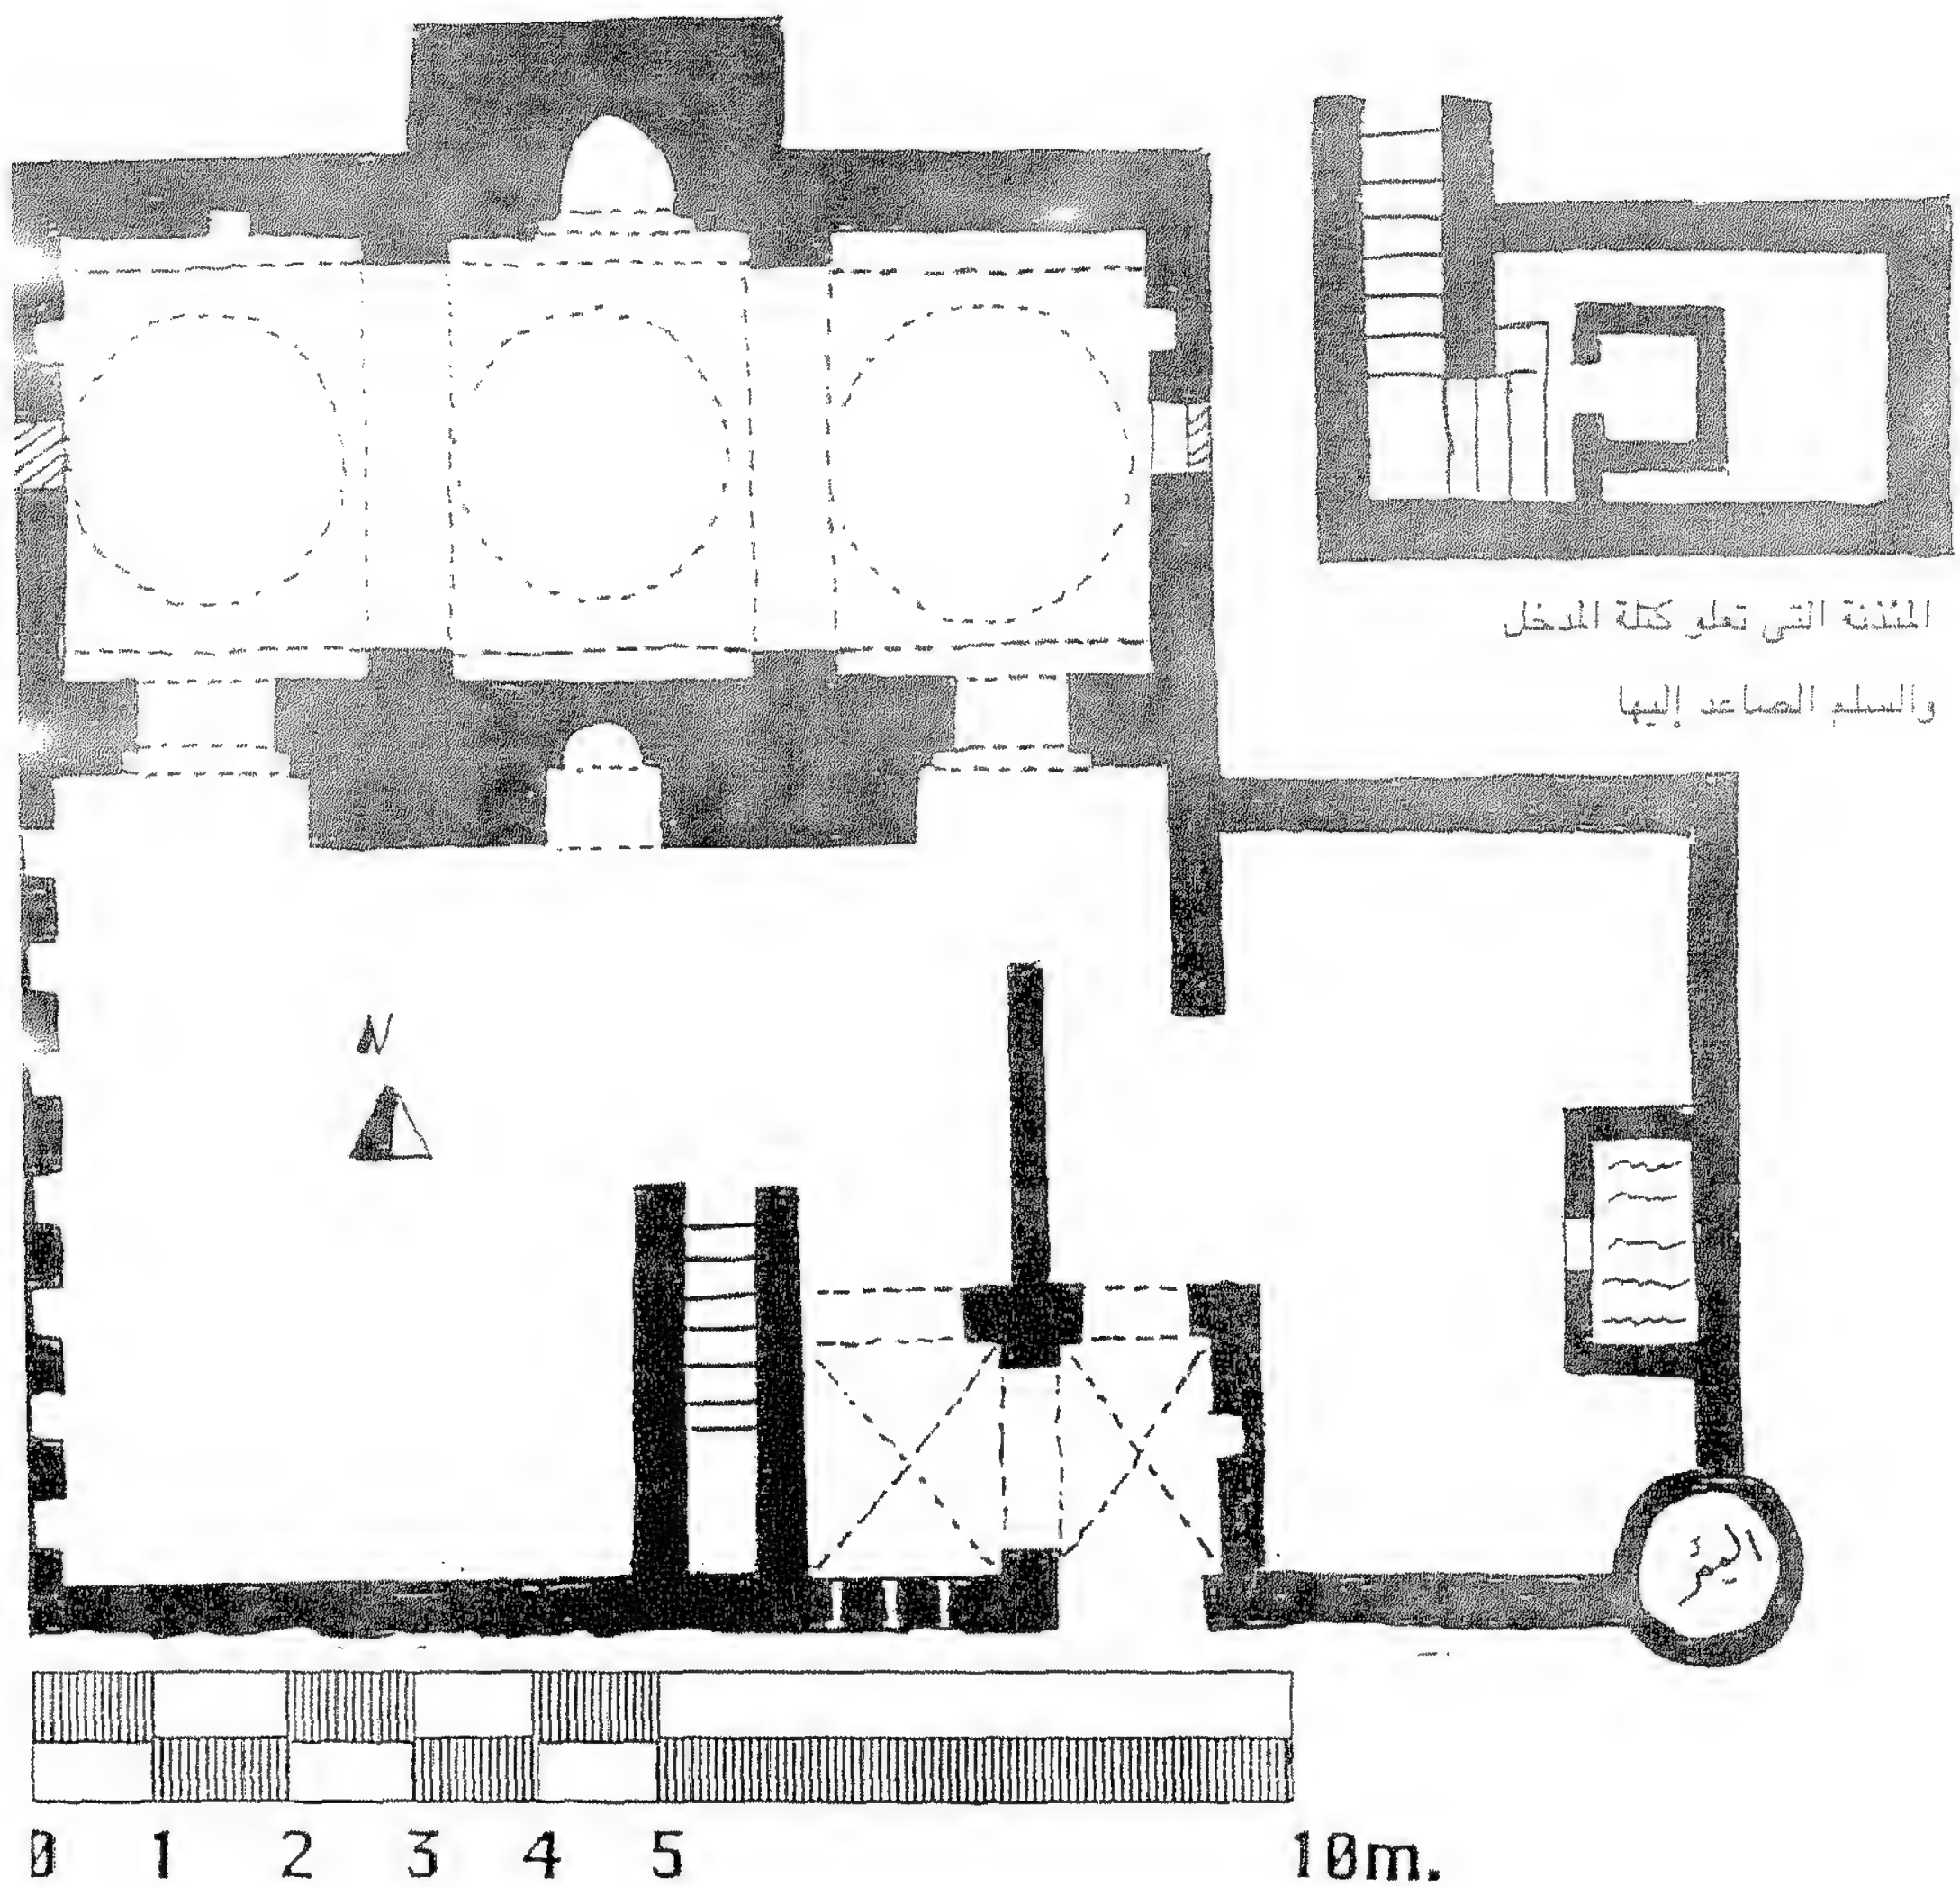 المئذنة التي تعلو كتلة المدخل
والسلم الصاعد إليها
N
البئر
0 1 2 3 4 5 10m.